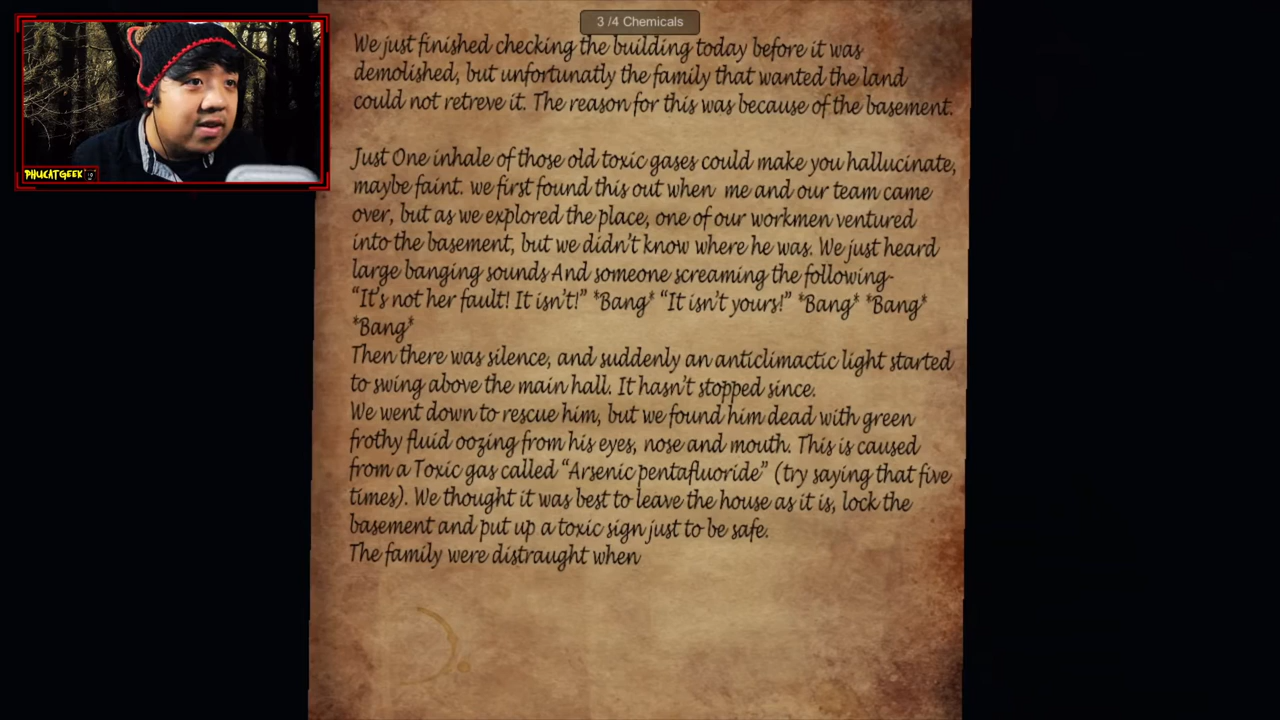 3 /4 Chemicals
We just finished checking the building today before it was
demolished, but unfortunatly the family that wanted the land
could not retreve it. The reason for this was because of the basement.
Just One inhale of those old toxic gases could make you hallucinate,
maybe faint. we first found this out when me and our team came
over, but as we explored the place, one of our workmen ventured
into the basement, but we didn't know where he was. We just heard
large banging sounds And someone screaming the following-
“It's not her fault! It isn't!” *Bang* “It isn't yours!” *Bang* *Bang*
*Bang*
Then there was silence, and suddenly an anticlimactic light started
to swing above the main hall. It hasn't stopped since.
We went down to rescue him, but we found him dead with green
frothy fluid oozing from his eyes, nose and mouth. This is caused
from a Toxic gas called “Arsenic pentafluoride” (try saying that five
times). We thought it was best to leave the house as it is, lock the
basement and put up a toxic sign just to be safe.
The family were distraught when
PHUCATGEEK